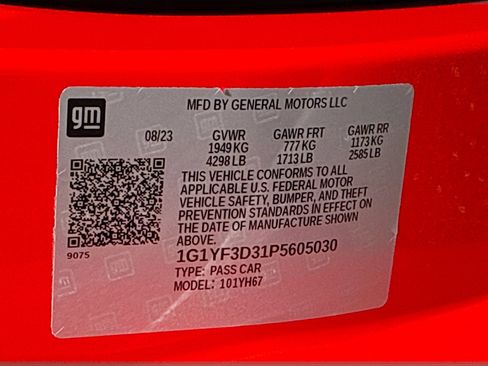 gm
MFD BY GENERAL MOTORS LLC
08/23 GVWR GAWR FRT GAWR RR
1949 KG 777 KG 1173 KG
4298 LB 1713 LB 2585 LB
THIS VEHICLE CONFORMS TO ALL
APPLICABLE U.S. FEDERAL MOTOR
VEHICLE SAFETY, BUMPER, AND THEFT
PREVENTION STANDARDS IN EFFECT ON
THE DATE OF MANUFACTURE SHOWN
ABOVE.
9075
1G1YF3D31P5605030
TYPE: PASS CAR
MODEL: 101YH67